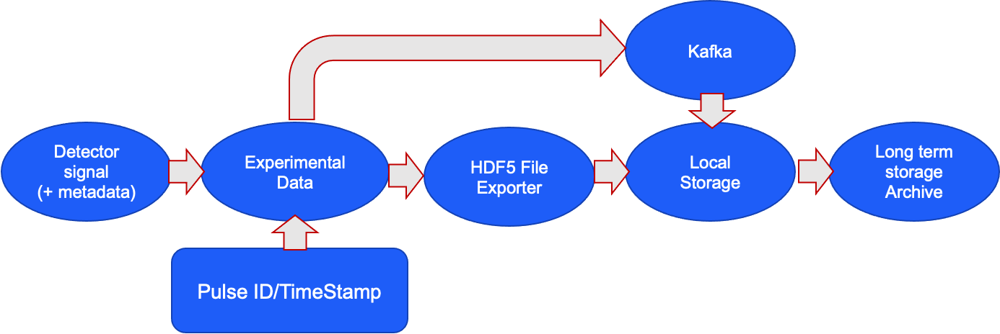 Kafka
Detector
signal
(+ metadata)
Experimental
Data
HDF5 File
Exporter
Local
Storage
Long term
storage
Archive
Pulse ID/TimeStamp